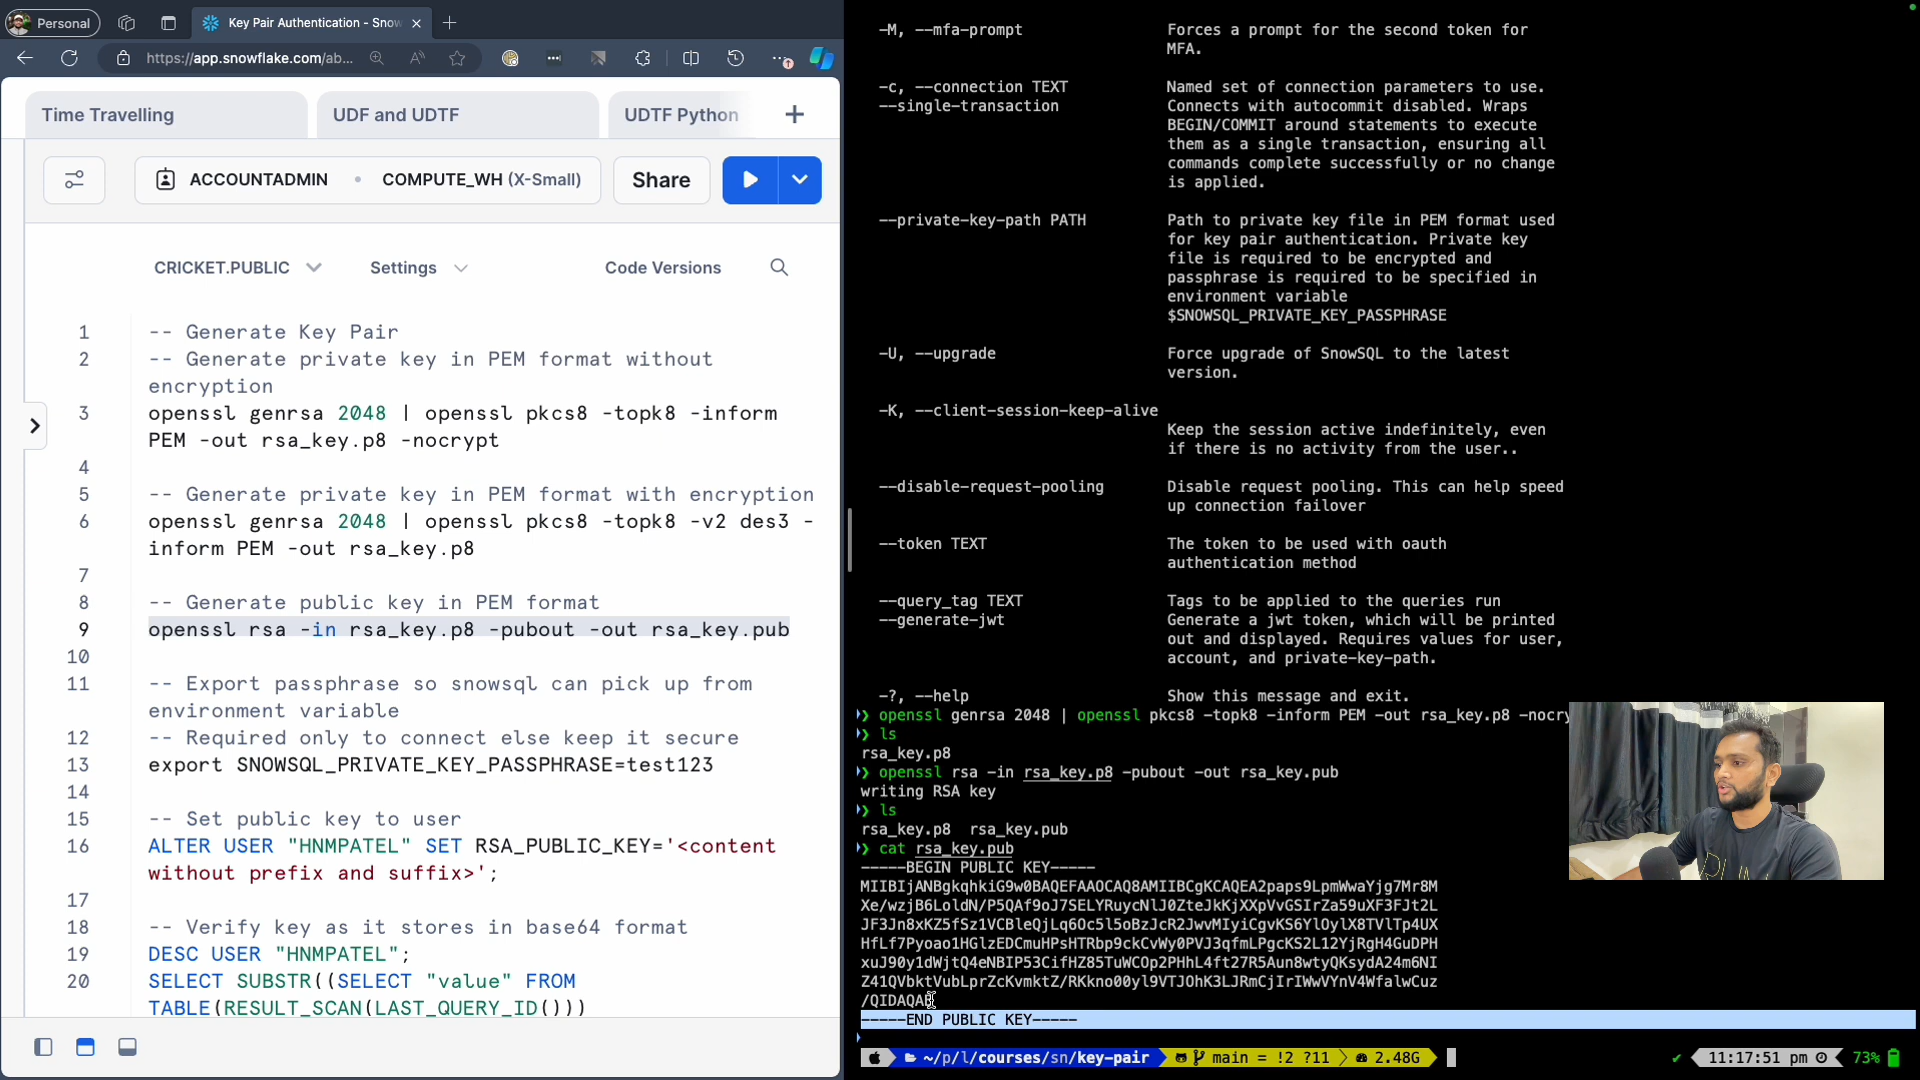 Personal
Key Pair Authentication - Snow
https://app.snowflake.com/ab...
Time Travelling
UDF and UDTF
UDTF Python
ACCOUNTADMIN
COMPUTE_WH (X-Small)
Share
CRICKET.PUBLIC
Settings
Code Versions
1 -- Generate Key Pair
2 -- Generate private key in PEM format without
encryption
3 openssl genrsa 2048 | openssl pkcs8 -topk8 -inform
PEM -out rsa_key.p8 -nocrypt
4
5 -- Generate private key in PEM format with encryption
6 openssl genrsa 2048 | openssl pkcs8 -topk8 -v2 des3 -
inform PEM -out rsa_key.p8
7
8 -- Generate public key in PEM format
9 openssl rsa -in rsa_key.p8 -pubout -out rsa_key.pub
10
11 -- Export passphrase so snowsql can pick up from
environment variable
12 -- Required only to connect else keep it secure
13 export SNOWSQL_PRIVATE_KEY_PASSPHRASE=test123
14
15 -- Set public key to user
16 ALTER USER "HNMPATEL" SET RSA_PUBLIC_KEY='<content
without prefix and suffix>';
17
18 -- Verify key as it stores in base64 format
19 DESC USER "HNMPATEL";
20 SELECT SUBSTR((SELECT "value" FROM
TABLE(RESULT_SCAN(LAST_QUERY_ID()))
-M, --mfa-prompt Forces a prompt for the second token for
MFA.
-c, --connection TEXT Named set of connection parameters to use.
--single-transaction Connects with autocommit disabled. Wraps
BEGIN/COMMIT around statements to execute
them as a single transaction, ensuring all
commands complete successfully or no change
is applied.
--private-key-path PATH Path to private key file in PEM format used
for key pair authentication. Private key
file is required to be encrypted and
passphrase is required to be specified in
environment variable
$SNOWSQL_PRIVATE_KEY_PASSPHRASE
-U, --upgrade Force upgrade of SnowSQL to the latest
version.
-K, --client-session-keep-alive
Keep the session active indefinitely, even
if there is no activity from the user..
--disable-request-pooling Disable request pooling. This can help speed
up connection failover
--token TEXT The token to be used with oauth
authentication method
--query_tag TEXT Tags to be applied to the queries run
--generate-jwt Generate a jwt token, which will be printed
out and displayed. Requires values for user,
account, and private-key-path.
-?, --help Show this message and exit.
❯ openssl genrsa 2048 | openssl pkcs8 -topk8 -inform PEM -out rsa_key.p8 -nocry
❯ ls
rsa_key.p8
❯ openssl rsa -in rsa_key.p8 -pubout -out rsa_key.pub
writing RSA key
❯ ls
rsa_key.p8 rsa_key.pub
❯ cat rsa_key.pub
-----BEGIN PUBLIC KEY-----
MIIBIjANBgkqhkiG9w0BAQEFAAOCAQ8AMIIBCgKCAQEA2paps9LpmWwaYjg7Mr8M
Xe/wzjB6LoldN/P5QAf9oJ7SELYRuycNlJ0ZteJkKjXXpVvGSIrZa59uXF3FJt2L
JF3Jn8xKZ5fSz1VCBleQjLq6Oc5l5oBzJcR2JwvMIyiCgvKS6YlOylX8TVlTp4UX
HfLf7Pyoao1HGlzEDCmuHPsHTRbp9ckCvWy0PVJ3qfmLPgcKS2L12YjRgH4GuDPH
xuJ90y1dWjtQ4eNBIP53CifHZ85TuWCOp2PHhL4ft27R5Aun8wtyQKsydA24m6NI
Z41QVbktVubLprZcKvmktZ/RKkno00yl9VTJOhK3LJRmCjIrIWwVYnV4WfalwCuz
/QIDAQAB
-----END PUBLIC KEY-----
~/p/l/courses/sn/key-pair main = !2 ?11 2.48G 11:17:51 pm 73%